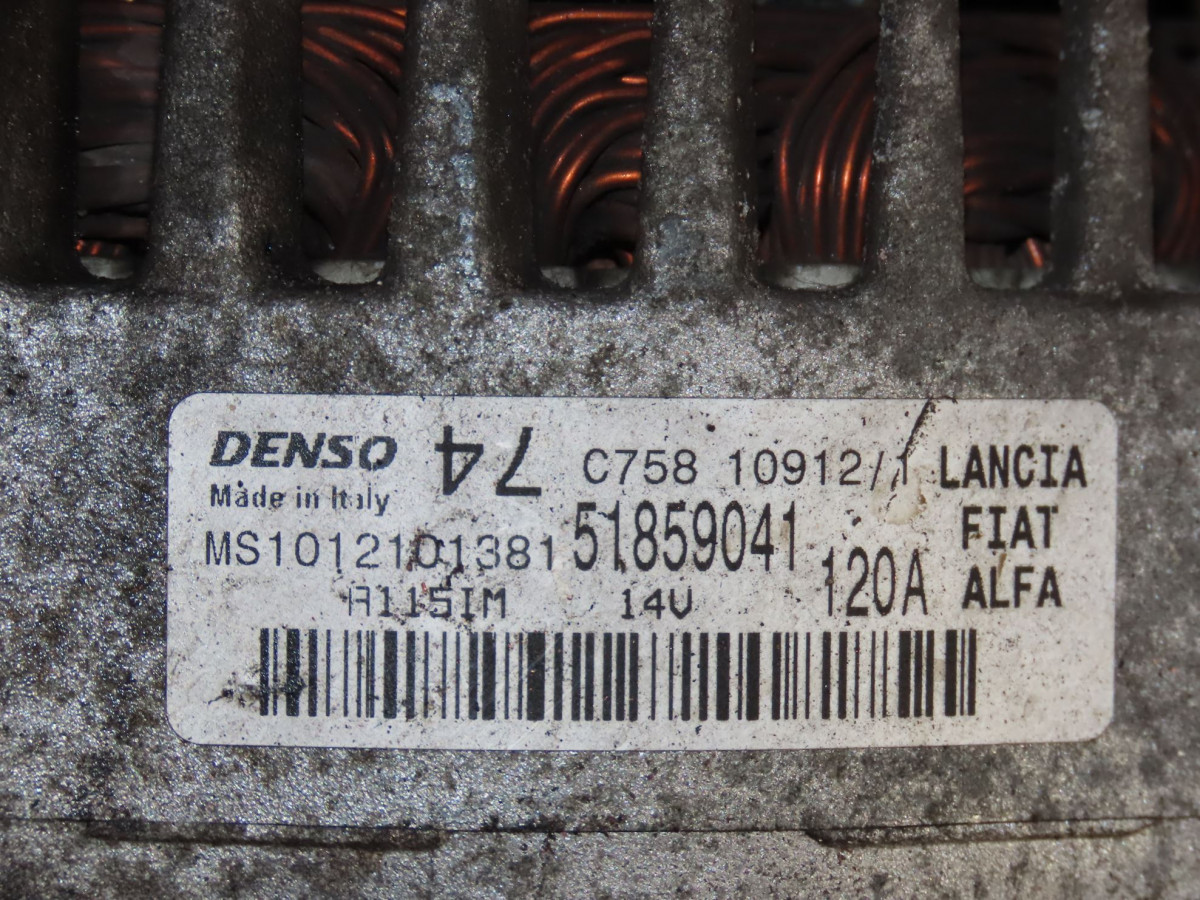 DENSO 74 C758 10912/1 LANCIA
Made in Italy
MS1012101381 51859041 FIAT
A115IM 14V 120A ALFA